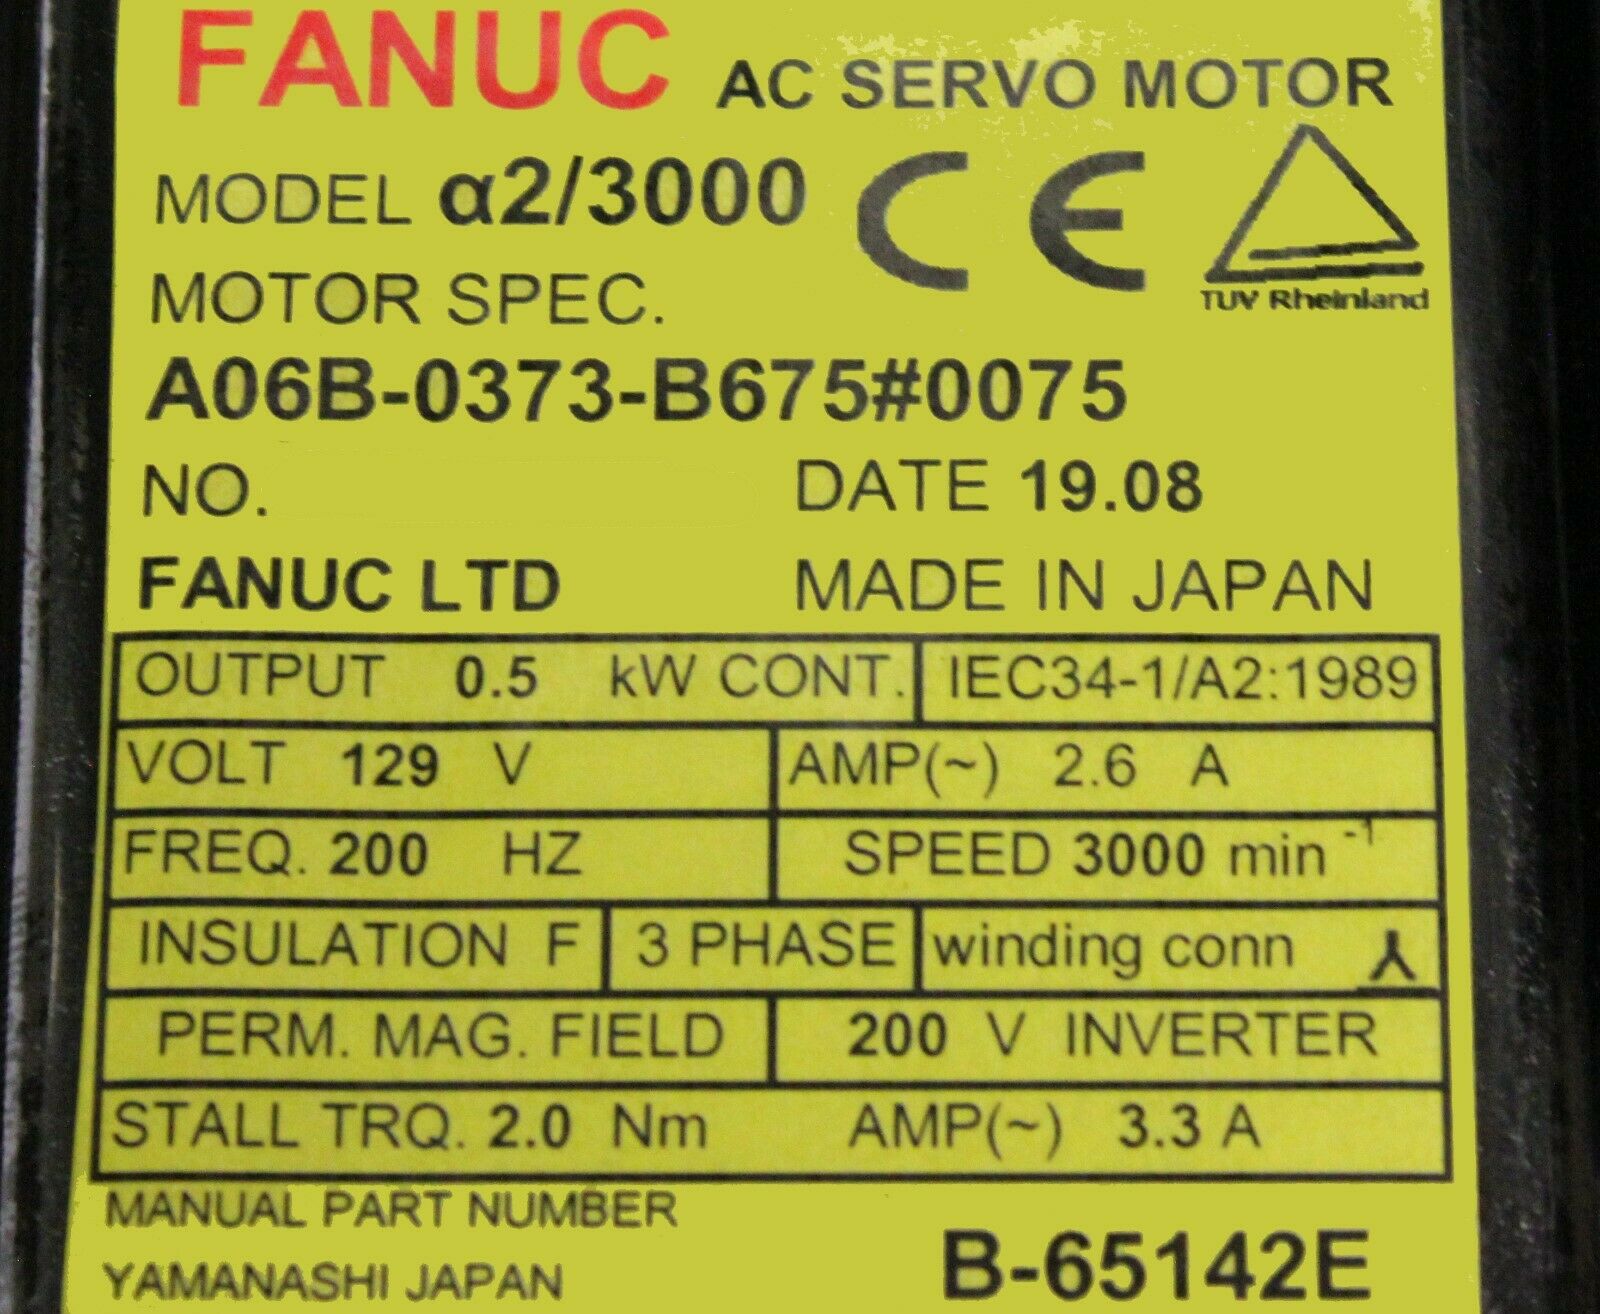 FANUC AC SERVO MOTOR
MODEL α2/3000 CE
TUV Rheinland
MOTOR SPEC.
A06B-0373-B675#0075
NO. DATE 19.08
FANUC LTD MADE IN JAPAN
OUTPUT 0.5 kW CONT. IEC34-1/A2:1989
VOLT 129 V AMP(~) 2.6 A
FREQ. 200 HZ SPEED 3000 min⁻¹
INSULATION F 3 PHASE winding conn
PERM. MAG. FIELD 200 V INVERTER
STALL TRQ. 2.0 Nm AMP(~) 3.3 A
MANUAL PART NUMBER
YAMANASHI JAPAN B-65142E